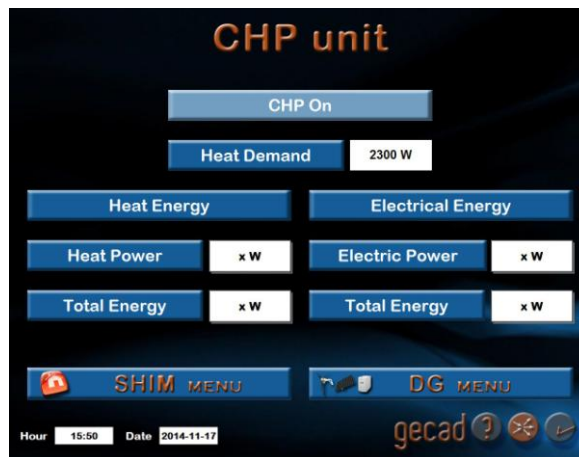 CHP unit
CHP On
Heat Demand 2300 W
Heat Energy Electrical Energy
Heat Power x W Electric Power x W
Total Energy x W Total Energy x W
SHIM MENU DG MENU
gecad ?
Hour 15:50 Date 2014-11-17